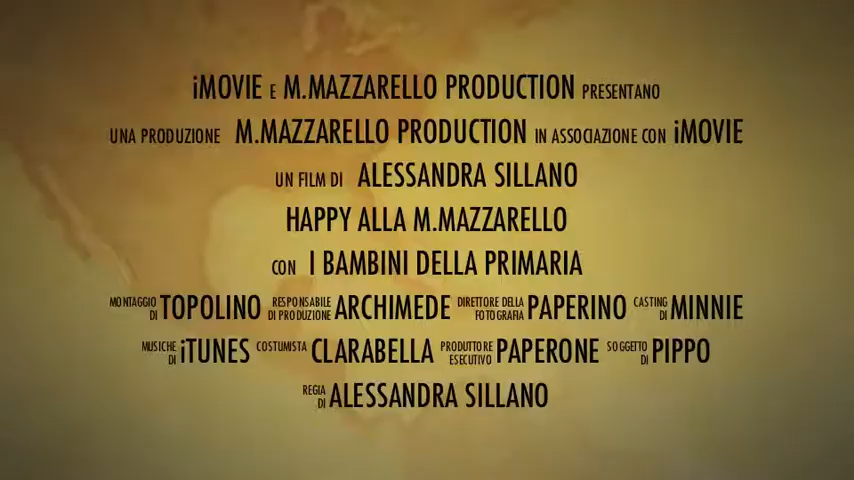 iMOVIE E M.MAZZARELLO PRODUCTION PRESENTANO
UNA PRODUZIONE M.MAZZARELLO PRODUCTION IN ASSOCIAZIONE CON iMOVIE
UN FILM DI ALESSANDRA SILLANO
HAPPY ALLA M.MAZZARELLO
CON I BAMBINI DELLA PRIMARIA
MONTAGGIO DI TOPOLINO RESPONSABILE DI PRODUZIONE ARCHIMEDE DIRETTORE DELLA FOTOGRAFIA PAPERINO CASTING DI MINNIE
MUSICHE DI iTUNES COSTUMISTA CLARABELLA PRODUTTORE ESECUTIVO PAPERONE SOGGETTO DI PIPPO
REGIA DI ALESSANDRA SILLANO